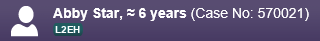 Abby Star, ≈ 6 years (Case No: 570021)
L2EH